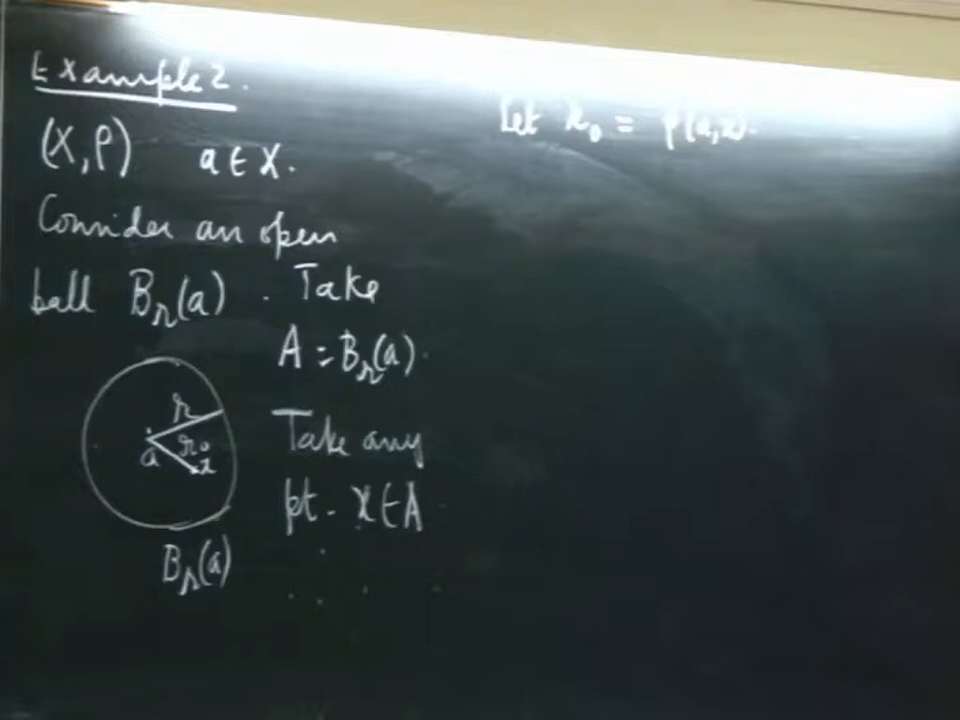 Example 2.
(X, ρ) a ∈ X.
Consider an open
ball B_r(a). Take
A = B_r(a).
Take any
pt. x ∈ A
r
r₀
a
x
B_r(a)
Let r₀ = ρ(a,x).